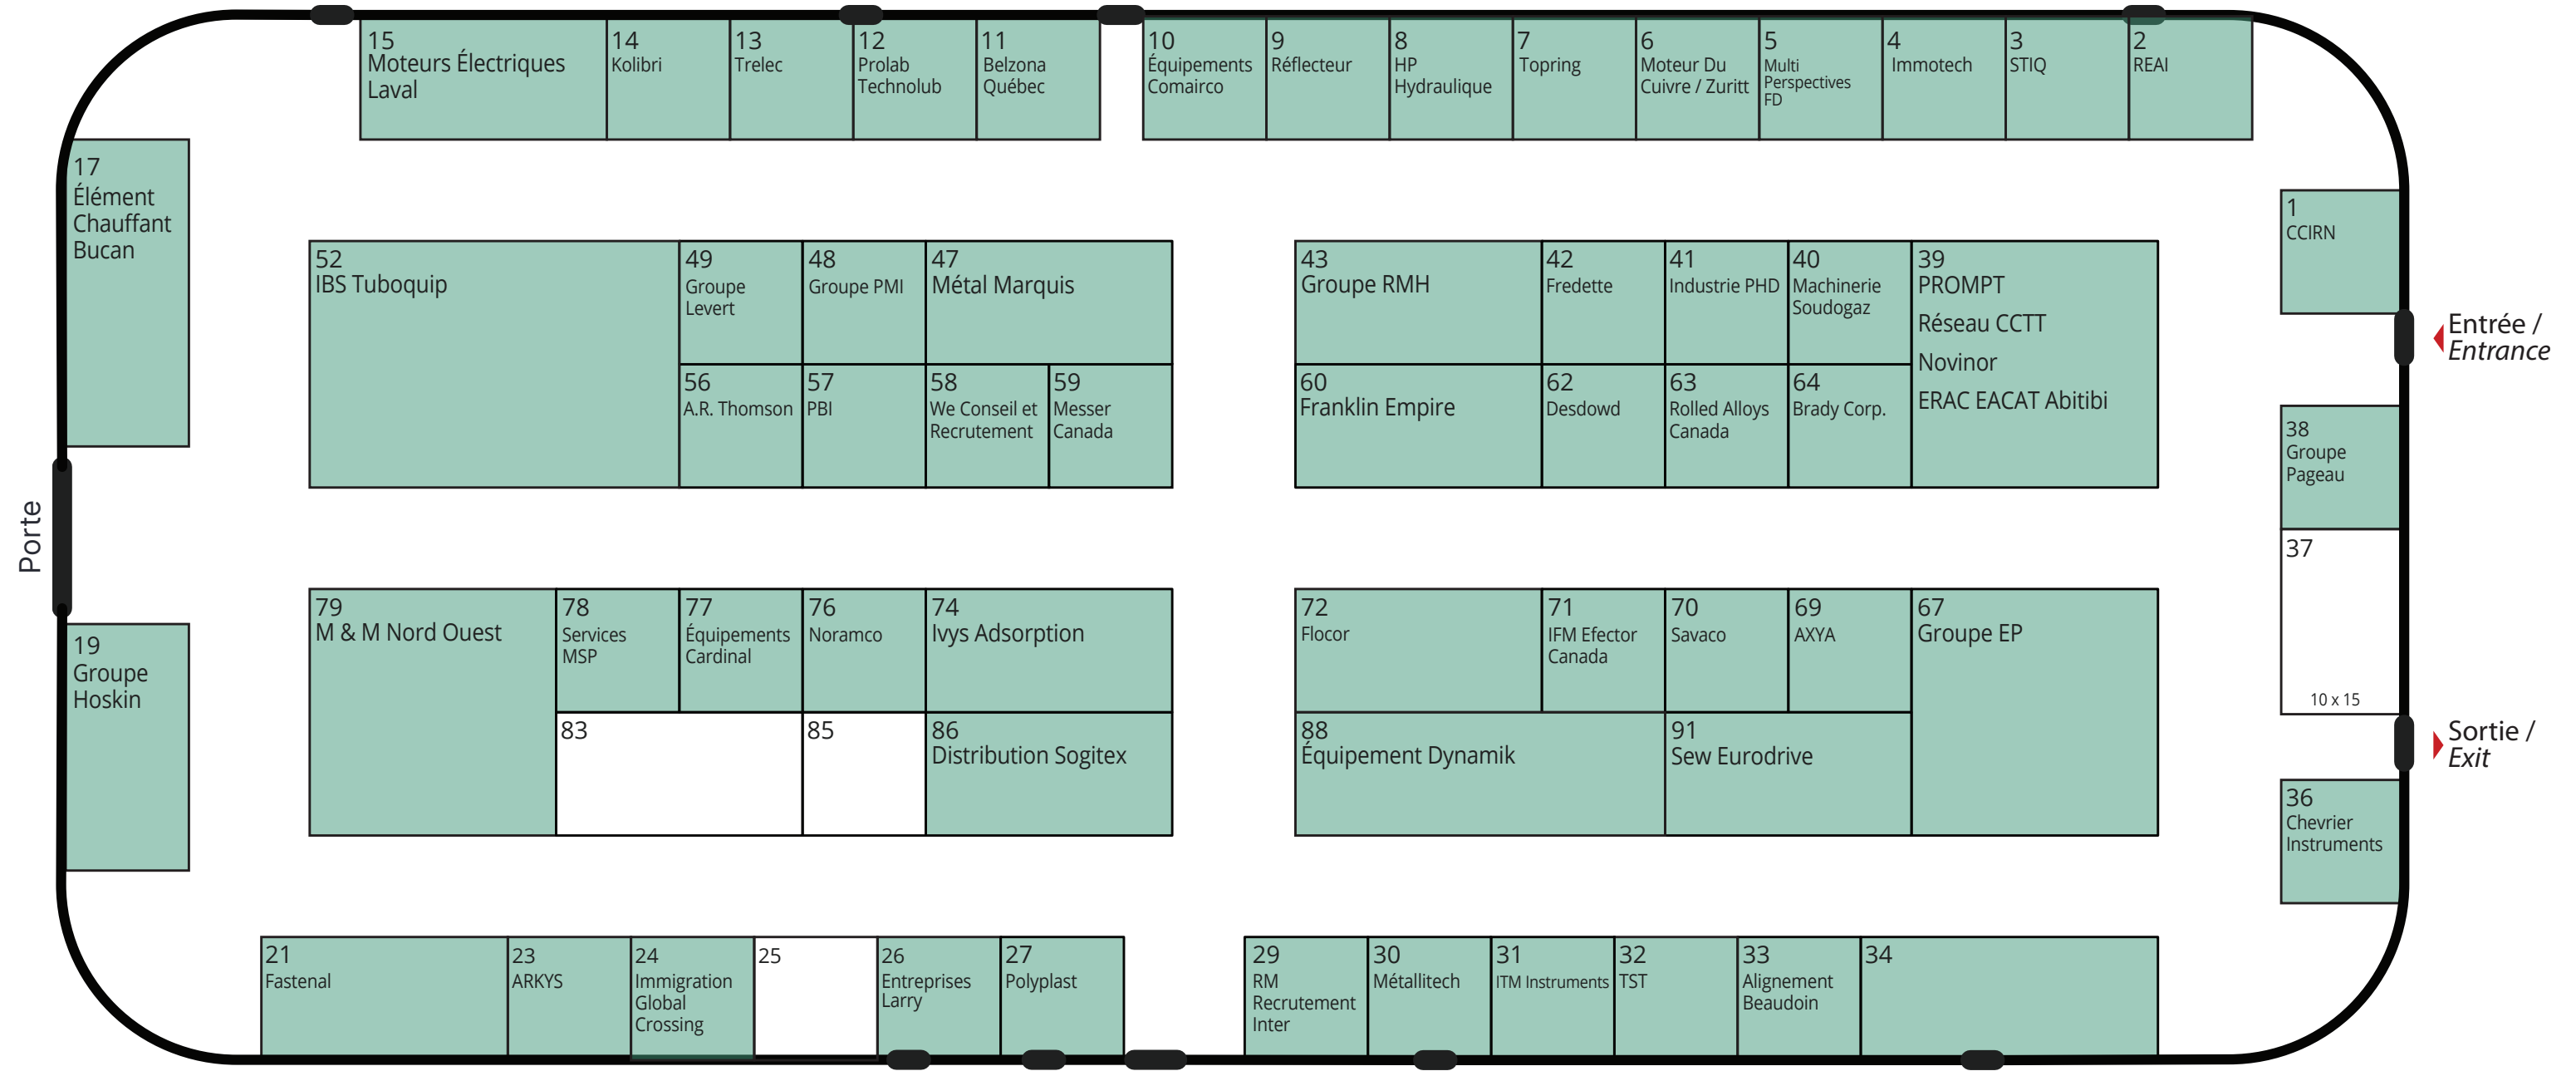 15
Moteurs Électriques
Laval
14
Kolibri
13
Trelec
12
Prolab
Technolub
11
Belzona
Québec
10
Équipements
Comairco
9
Réflecteur
8
HP
Hydraulique
7
Topring
6
Moteur Du
Cuivre / Zuritt
5
Multi
Perspectives
FD
4
Immotech
3
STIQ
2
REAI
17
Élément
Chauffant
Bucan
1
CCIRN
52
IBS Tuboquip
49
Groupe
Levert
48
Groupe PMI
47
Métal Marquis
43
Groupe RMH
42
Fredette
41
Industrie PHD
40
Machinerie
Soudogaz
39
PROMPT
Réseau CCTT
Novinor
ERAC EACAT Abitibi
Entrée /
Entrance
56
A.R. Thomson
57
PBI
58
We Conseil et
Recrutement
59
Messer
Canada
60
Franklin Empire
62
Desdowd
63
Rolled Alloys
Canada
64
Brady Corp.
38
Groupe
Pageau
Porte
37
10 x 15
79
M & M Nord Ouest
78
Services
MSP
77
Équipements
Cardinal
76
Noramco
74
Ivys Adsorption
72
Flocor
71
IFM Efector
Canada
70
Savaco
69
AXYA
67
Groupe EP
19
Groupe
Hoskin
83
85
86
Distribution Sogitex
88
Équipement Dynamik
91
Sew Eurodrive
Sortie /
Exit
36
Chevrier
Instruments
21
Fastenal
23
ARKYS
24
Immigration
Global
Crossing
25
26
Entreprises
Larry
27
Polyplast
29
RM
Recrutement
Inter
30
Métallitech
31
ITM Instruments
32
TST
33
Alignement
Beaudoin
34